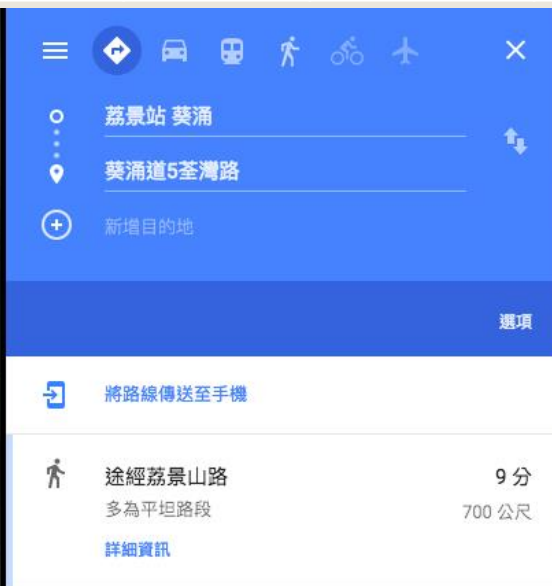 荔景站 葵涌
葵涌道5荃灣路
新增目的地
選項
將路線傳送至手機
途經荔景山路 9 分
多為平坦路段 700 公尺
詳細資訊